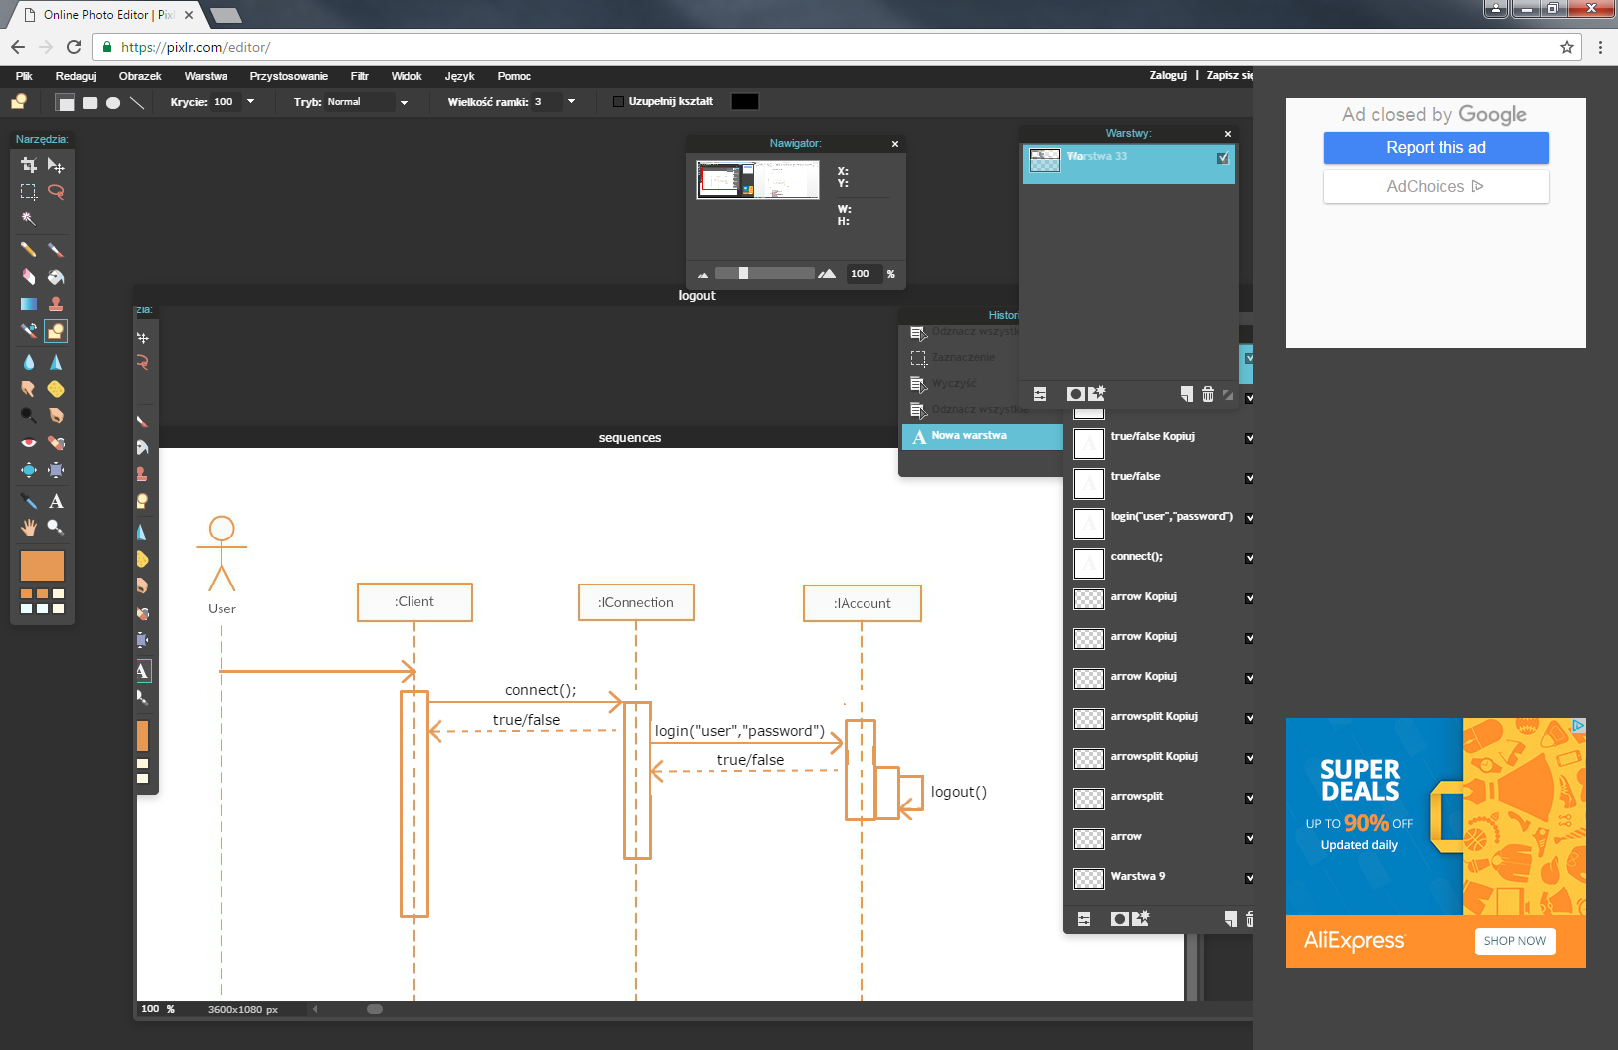 Online Photo Editor | Pix
https://pixlr.com/editor/
Plik Redaguj Obrazek Warstwa Przystosowanie Filtr Widok Język Pomoc
Zaloguj | Zapisz się
Krycie: 100 Tryb: Normal Wielkość ramki: 3 Uzupełnij kształt
Narzędzia:
Nawigator:
X:
Y:
W:
H:
100 %
Warstwy:
Warstwa 33
logout
zia:
Histori
Odznacz wszystk
Zaznaczenie
Wyczyść
Odznacz wszystkie
Nowa warstwa
sequences
true/false Kopiuj
true/false
login("user","password")
connect();
arrow Kopiuj
arrow Kopiuj
arrow Kopiuj
arrowsplit Kopiuj
arrowsplit Kopiuj
arrowsplit
arrow
Warstwa 9
User
:Client
:IConnection
:IAccount
connect();
true/false
login("user","password")
true/false
logout()
100 % 3600x1080 px
Ad closed by Google
Report this ad
AdChoices
SUPER
DEALS
UP TO 90% OFF
Updated daily
AliExpress
SHOP NOW